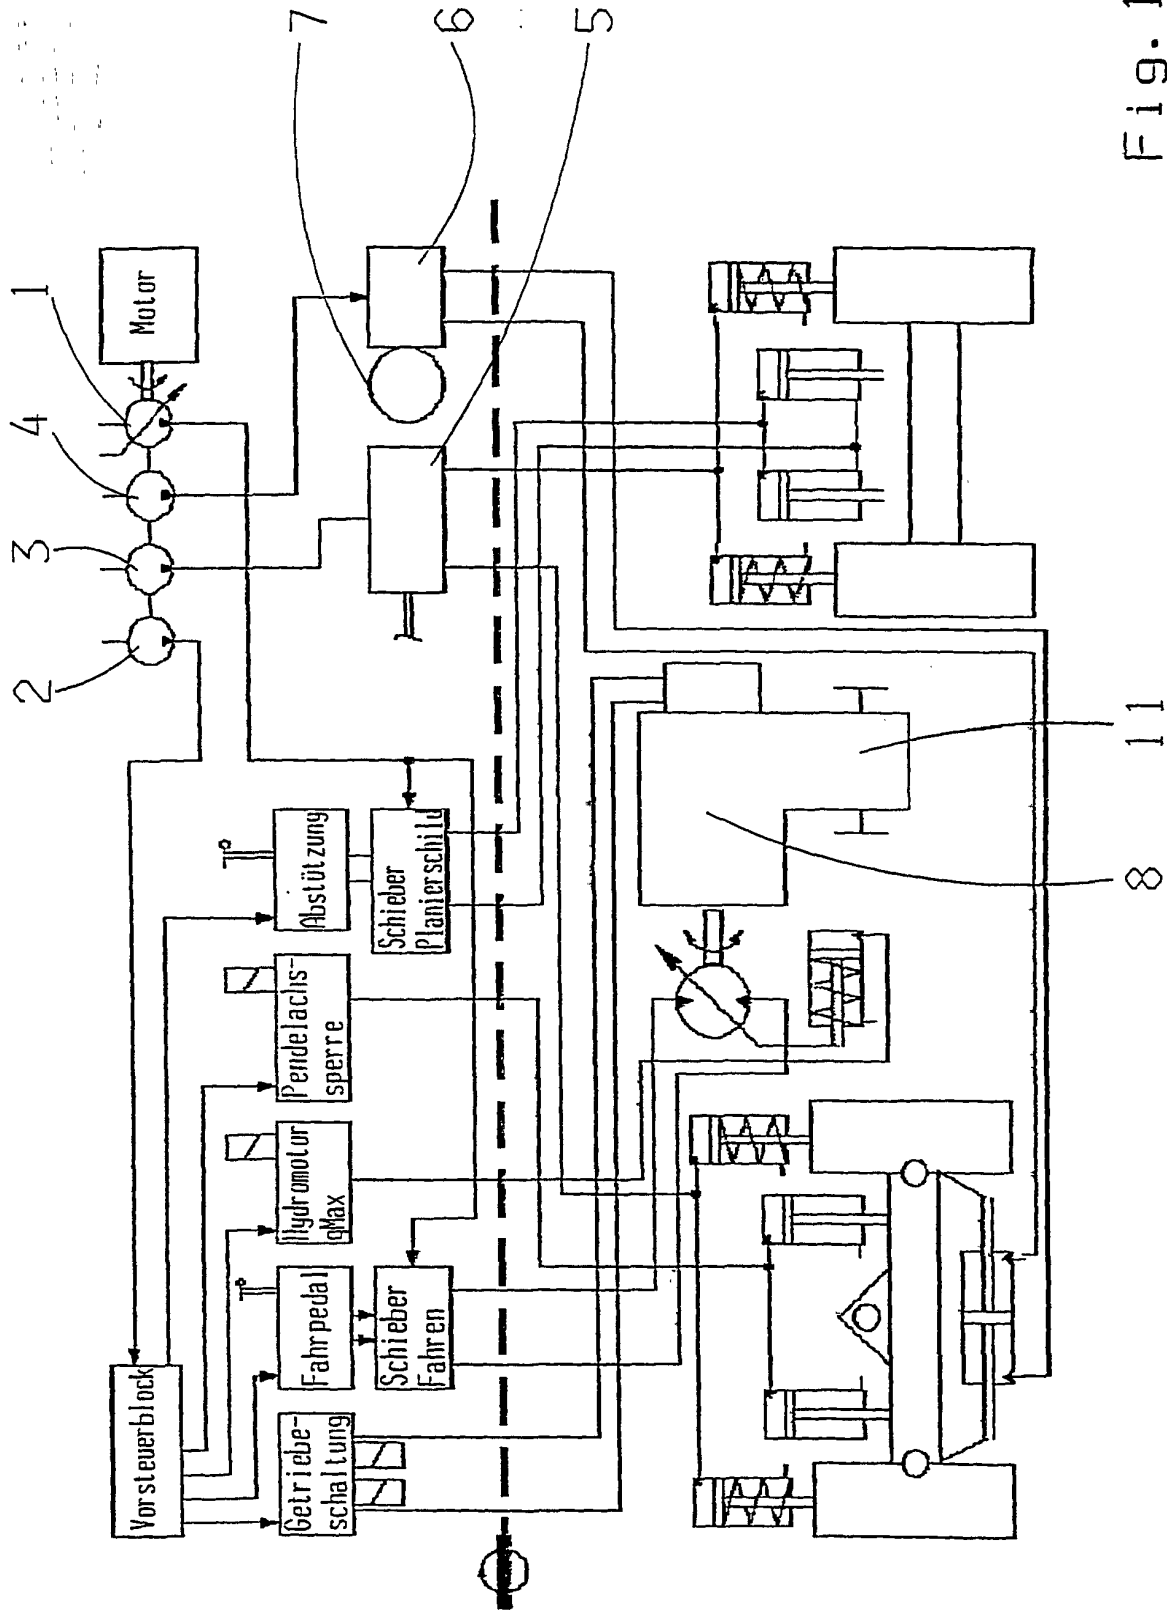 Vorsteuerblock
Getriebe-
schaltung
Fahrpedal
Schieber
Fahren
Hydromotor
qMax
Pendelachs-
sperre
Abstützung
Schieber
Planierschild
Motor
2
3
4
1
7
6
5
8
11
Fig. 1